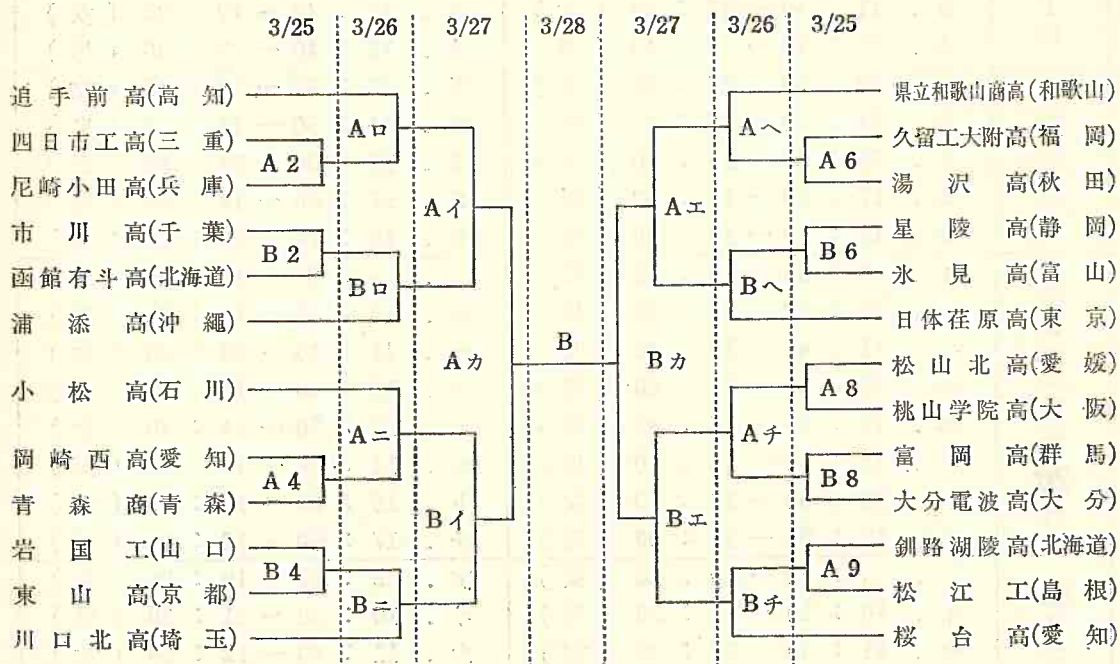 3/25 3/26 3/27 3/28 3/27 3/26 3/25
追手前高(高知)
四日市工高(三重)
尼崎小田高(兵庫)
市川高(千葉)
函館有斗高(北海道)
浦添高(沖縄)
小松高(石川)
岡崎西高(愛知)
青森商(青森)
岩国工(山口)
東山高(京都)
川口北高(埼玉)
A2
B2
A4
B4
Aロ
Bロ
Aニ
Bニ
Aイ
Bイ
Aカ
B
Bカ
Aエ
Bエ
Aヘ
Bヘ
Aチ
Bチ
A6
B6
A8
B8
A9
県立和歌山商高(和歌山)
久留工大附高(福岡)
湯沢高(秋田)
星陵高(静岡)
氷見高(富山)
日体荏原高(東京)
松山北高(愛媛)
桃山学院高(大阪)
富岡高(群馬)
大分電波高(大分)
釧路湖陵高(北海道)
松江工(島根)
桜台高(愛知)